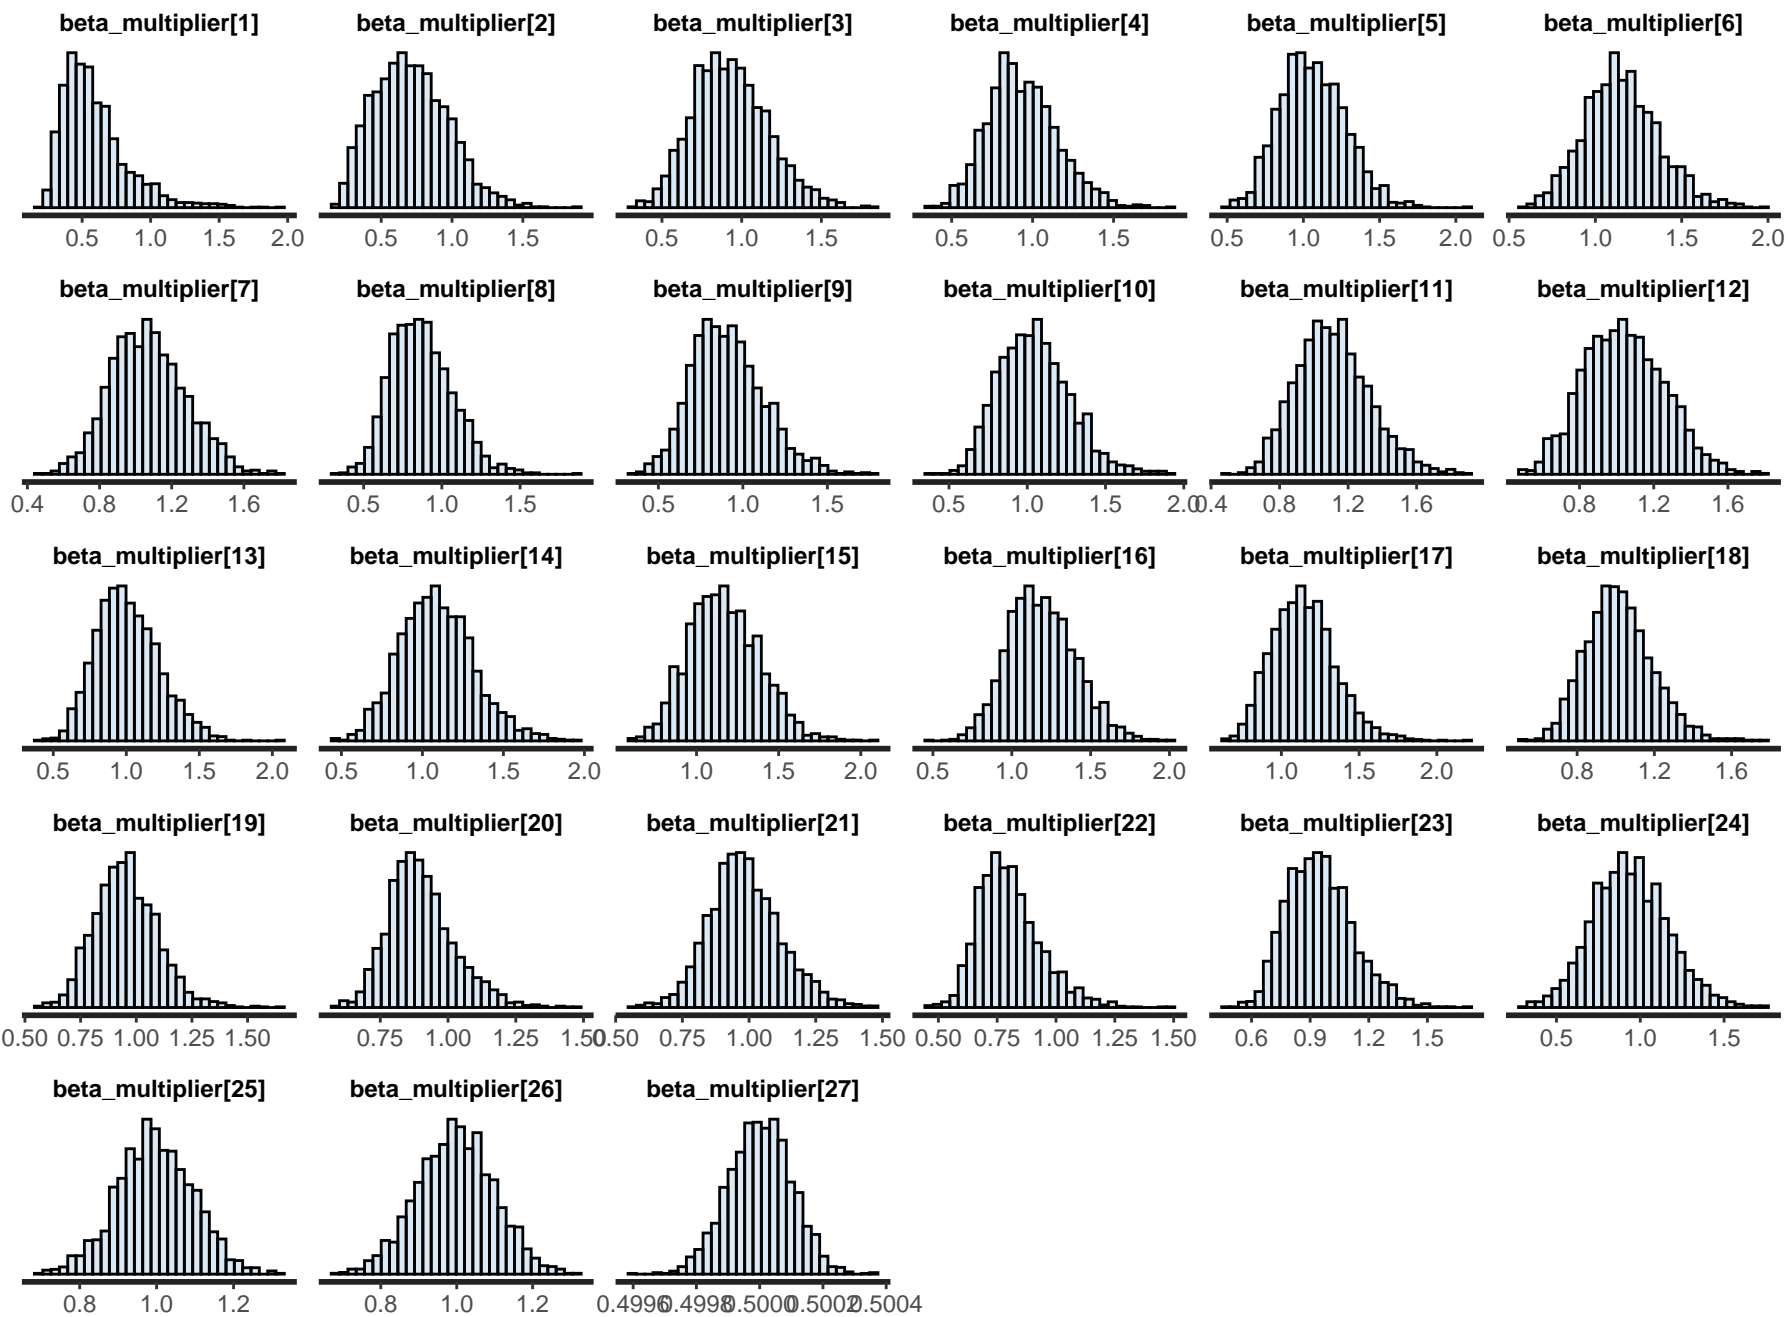 beta_multiplier[1] beta_multiplier[2] beta_multiplier[3] beta_multiplier[4] beta_multiplier[5] beta_multiplier[6]
0.5 1.0 1.5 2.0 0.5 1.0 1.5 0.5 1.0 1.5 0.5 1.0 1.5 0.5 1.0 1.5 2.0 0.5 1.0 1.5 2.0
beta_multiplier[7] beta_multiplier[8] beta_multiplier[9] beta_multiplier[10] beta_multiplier[11] beta_multiplier[12]
0.4 0.8 1.2 1.6 0.5 1.0 1.5 0.5 1.0 1.5 0.5 1.0 1.5 2.0 0.4 0.8 1.2 1.6 0.8 1.2 1.6
beta_multiplier[13] beta_multiplier[14] beta_multiplier[15] beta_multiplier[16] beta_multiplier[17] beta_multiplier[18]
0.5 1.0 1.5 2.0 0.5 1.0 1.5 2.0 1.0 1.5 2.0 0.5 1.0 1.5 2.0 1.0 1.5 2.0 0.8 1.2 1.6
beta_multiplier[19] beta_multiplier[20] beta_multiplier[21] beta_multiplier[22] beta_multiplier[23] beta_multiplier[24]
0.50 0.75 1.00 1.25 1.50 0.75 1.00 1.25 1.50 0.50 0.75 1.00 1.25 1.50 0.50 0.75 1.00 1.25 1.50 0.6 0.9 1.2 1.5 0.5 1.0 1.5
beta_multiplier[25] beta_multiplier[26] beta_multiplier[27]
0.8 1.0 1.2 0.8 1.0 1.2 0.4996 0.4998 0.5000 0.5002 0.5004